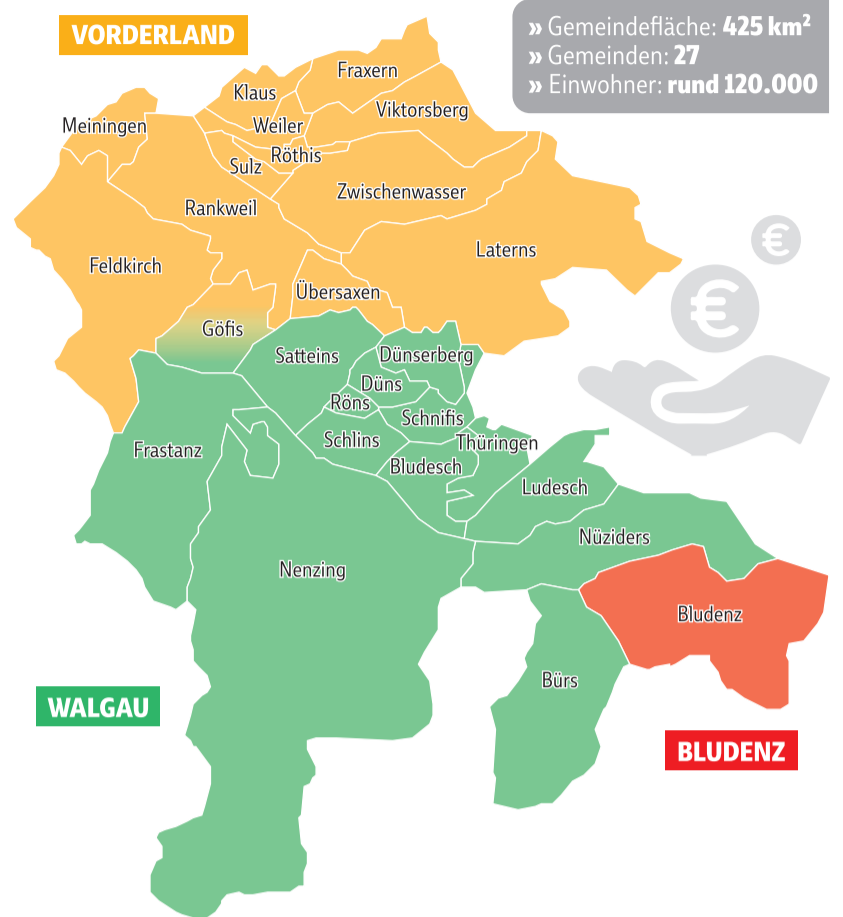 VORDERLAND
» Gemeindefläche: 425 km²
» Gemeinden: 27
» Einwohner: rund 120.000
Fraxern
Klaus
Viktorsberg
Meiningen
Weiler
Röthis
Sulz
Zwischenwasser
Rankweil
Laterns
Feldkirch
Übersaxen
Göfis
Satteins
Dünserberg
Düns
Röns
Schnifis
Schlins
Thüringen
Frastanz
Bludesch
Ludesch
Nüziders
Nenzing
Bludenz
Bürs
WALGAU
BLUDENZ
€
€